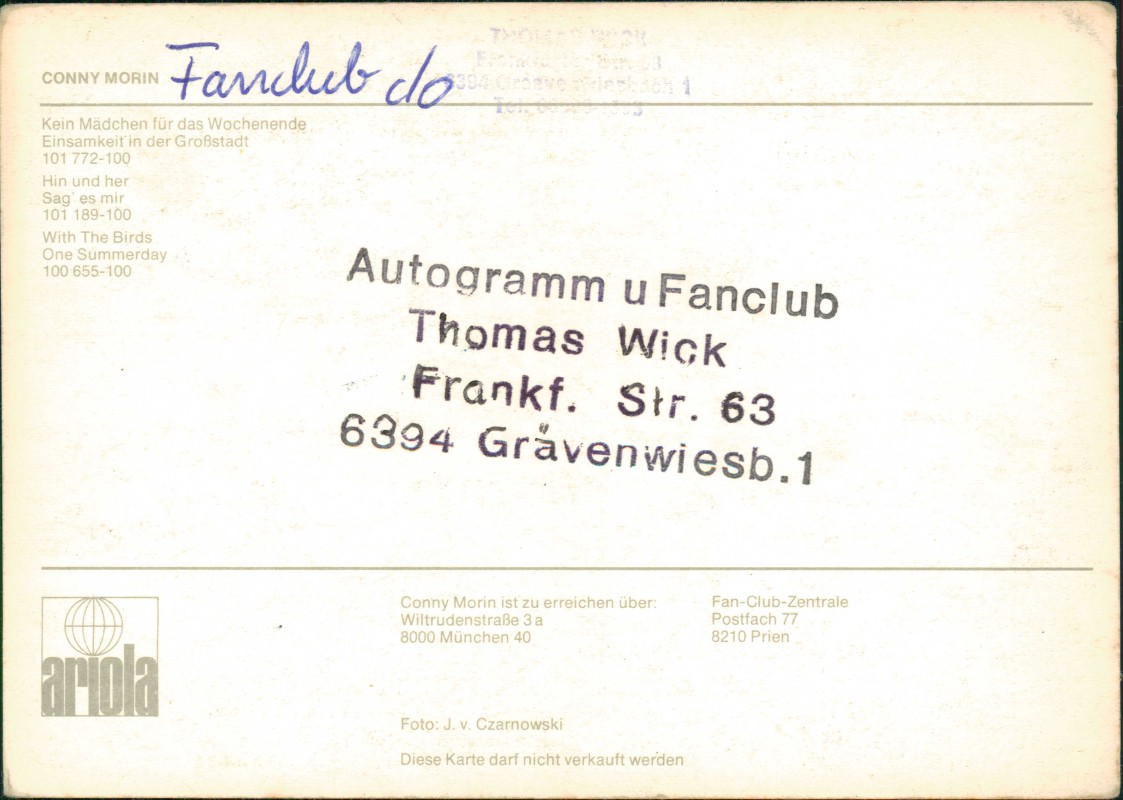 CONNY MORIN Fanclub c/o
Kein Mädchen für das Wochenende
Einsamkeit in der Großstadt
101 772-100
Hin und her
Sag' es mir
101 189-100
With The Birds
One Summerday
100 655-100
Autogramm u Fanclub
Thomas Wick
Frankf. Str. 63
6394 Grävenwiesb.1
ariola
Conny Morin ist zu erreichen über:
Wiltrudenstraße 3 a
8000 München 40
Fan-Club-Zentrale
Postfach 77
8210 Prien
Foto: J. v. Czarnowski
Diese Karte darf nicht verkauft werden